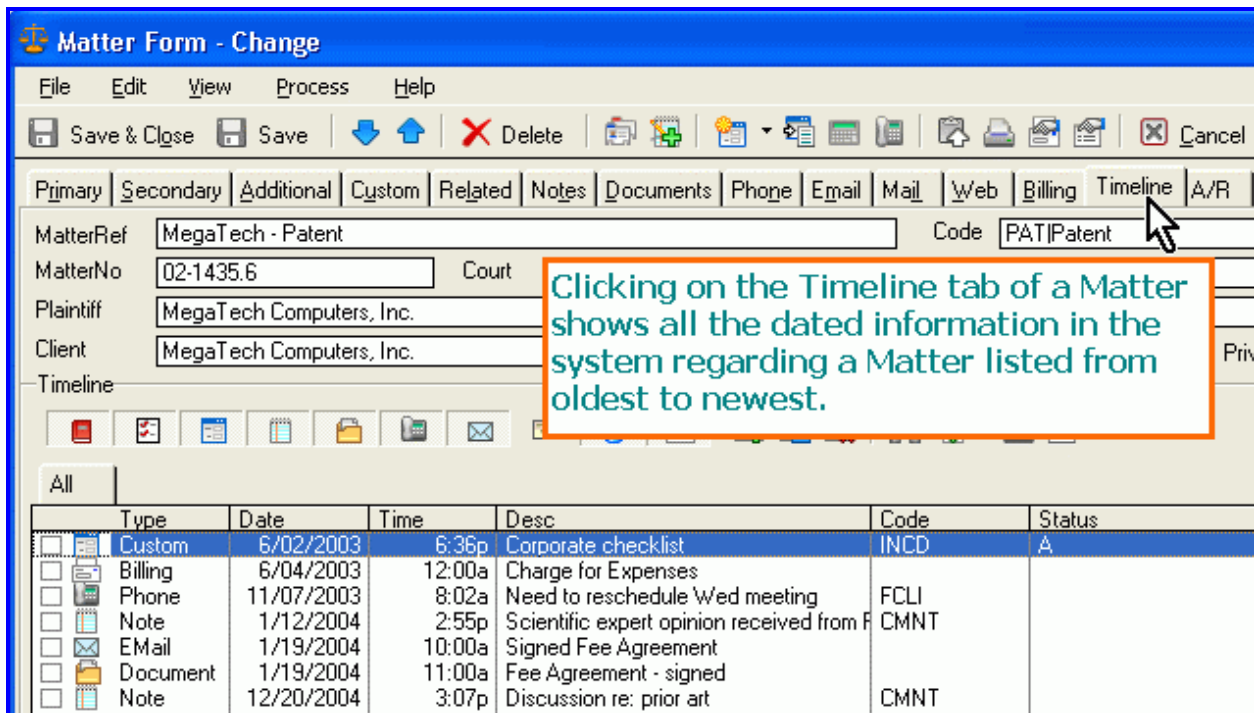 Matter Form - Change
File Edit View Process Help
Save & Close Save Delete Cancel
Primary Secondary Additional Custom Related Notes Documents Phone Email Mail Web Billing Timeline A/R
MatterRef MegaTech - Patent Code PAT|Patent
MatterNo 02-1435.6 Court
Plaintiff MegaTech Computers, Inc.
Client MegaTech Computers, Inc. Priv
Clicking on the Timeline tab of a Matter
shows all the dated information in the
system regarding a Matter listed from
oldest to newest.
Timeline
All
Type Date Time Desc Code Status
Custom 6/02/2003 6:36p Corporate checklist INCD A
Billing 6/04/2003 12:00a Charge for Expenses
Phone 11/07/2003 8:02a Need to reschedule Wed meeting FCLI
Note 1/12/2004 2:55p Scientific expert opinion received from CMNT
EMail 1/19/2004 10:00a Signed Fee Agreement
Document 1/19/2004 11:00a Fee Agreement - signed
Note 12/20/2004 3:07p Discussion re: prior art CMNT